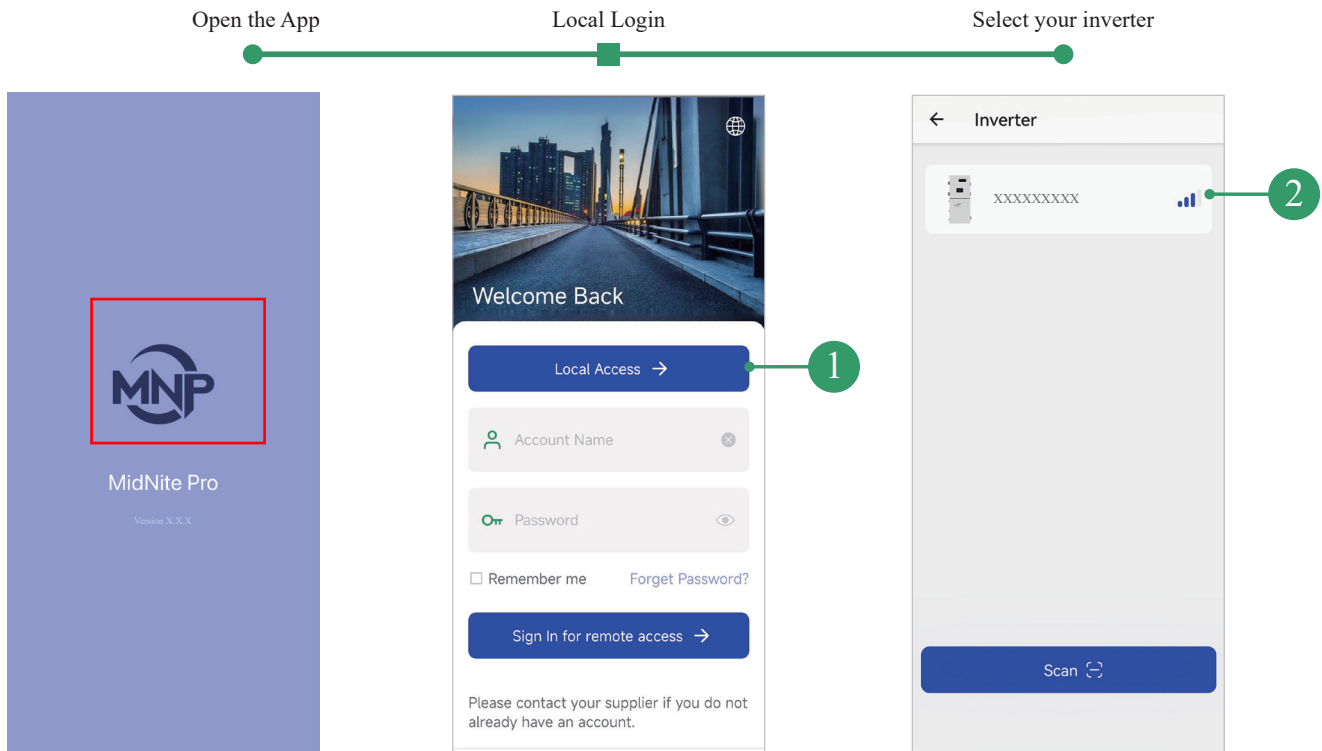 Open the App
Local Login
Select your inverter
MNP
MidNite Pro
Version X.X.X
Welcome Back
Local Access →
1
Account Name
Password
Remember me
Forget Password?
Sign In for remote access →
Please contact your supplier if you do not
already have an account.
← Inverter
XXXXXXXXX
2
Scan